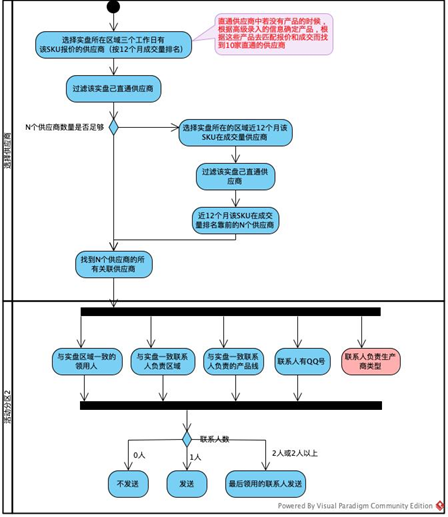 选择实盘所在区域三个工作日有
该SKU报价的供应商（按12个月成交量排名）
直通供应商中若没有产品的时候，
根据高级录入的信息确定产品，根
据这些产品去匹配报价和成交而找
到10家直通的供应商
过滤该实盘己直通供应商
N个供应商数量是否足够
选择实盘所在的区域近12个月该
SKU在成交量供应商
过滤该实盘己直通供
应商
近12个月该SKU在成交
量排名靠前的N个供应商
找到N个供应商的所
有关联供应商
选择供应商
与实盘区域一致的
领用人
与实盘一致联系
人负责区域
与实盘一致联系
人负责的产品线
联系人有QQ号
联系人负责生产
商类型
活动分区2
联系人数
0人
1人
2人或2人以上
不发送
发送
最后领用的联系人发送
Powered By Visual Paradigm Community Edition